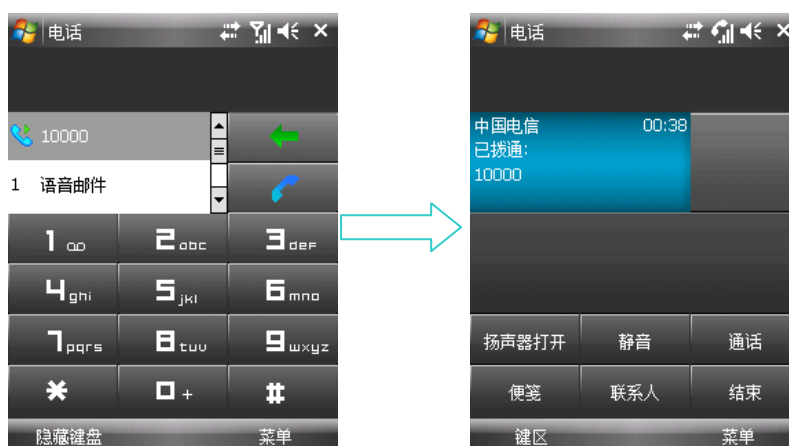 电话
10000
1 语音邮件
1
2 abc
3 def
4 ghi
5 jkl
6 mno
7 pqrs
8 tuv
9 wxyz
* 0 + #
隐藏键盘 菜单
电话
中国电信 00:38
已拨通:
10000
扬声器打开 静音 通话
便笺 联系人 结束
键区 菜单